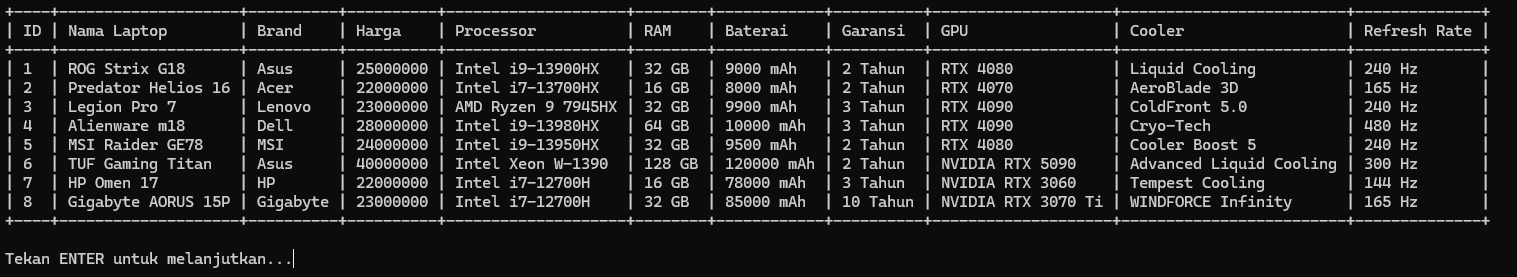 | ID | Nama Laptop | Brand | Harga | Processor | RAM | Baterai | Garansi | GPU | Cooler | Refresh Rate |
| 1 | ROG Strix G18 | Asus | 25000000 | Intel i9-13900HX | 32 GB | 9000 mAh | 2 Tahun | RTX 4080 | Liquid Cooling | 240 Hz |
| 2 | Predator Helios 16 | Acer | 22000000 | Intel i7-13700HX | 16 GB | 8000 mAh | 2 Tahun | RTX 4070 | AeroBlade 3D | 165 Hz |
| 3 | Legion Pro 7 | Lenovo | 23000000 | AMD Ryzen 9 7945HX | 32 GB | 9900 mAh | 3 Tahun | RTX 4090 | ColdFront 5.0 | 240 Hz |
| 4 | Alienware m18 | Dell | 28000000 | Intel i9-13980HX | 64 GB | 10000 mAh | 3 Tahun | RTX 4090 | Cryo-Tech | 480 Hz |
| 5 | MSI Raider GE78 | MSI | 24000000 | Intel i9-13950HX | 32 GB | 9500 mAh | 2 Tahun | RTX 4080 | Cooler Boost 5 | 240 Hz |
| 6 | TUF Gaming Titan | Asus | 40000000 | Intel Xeon W-1390 | 128 GB | 120000 mAh | 2 Tahun | NVIDIA RTX 5090 | Advanced Liquid Cooling | 300 Hz |
| 7 | HP Omen 17 | HP | 22000000 | Intel i7-12700H | 16 GB | 78000 mAh | 3 Tahun | NVIDIA RTX 3060 | Tempest Cooling | 144 Hz |
| 8 | Gigabyte AORUS 15P | Gigabyte | 23000000 | Intel i7-12700H | 32 GB | 85000 mAh | 10 Tahun | NVIDIA RTX 3070 Ti | WINDFORCE Infinity | 165 Hz |
Tekan ENTER untuk melanjutkan...